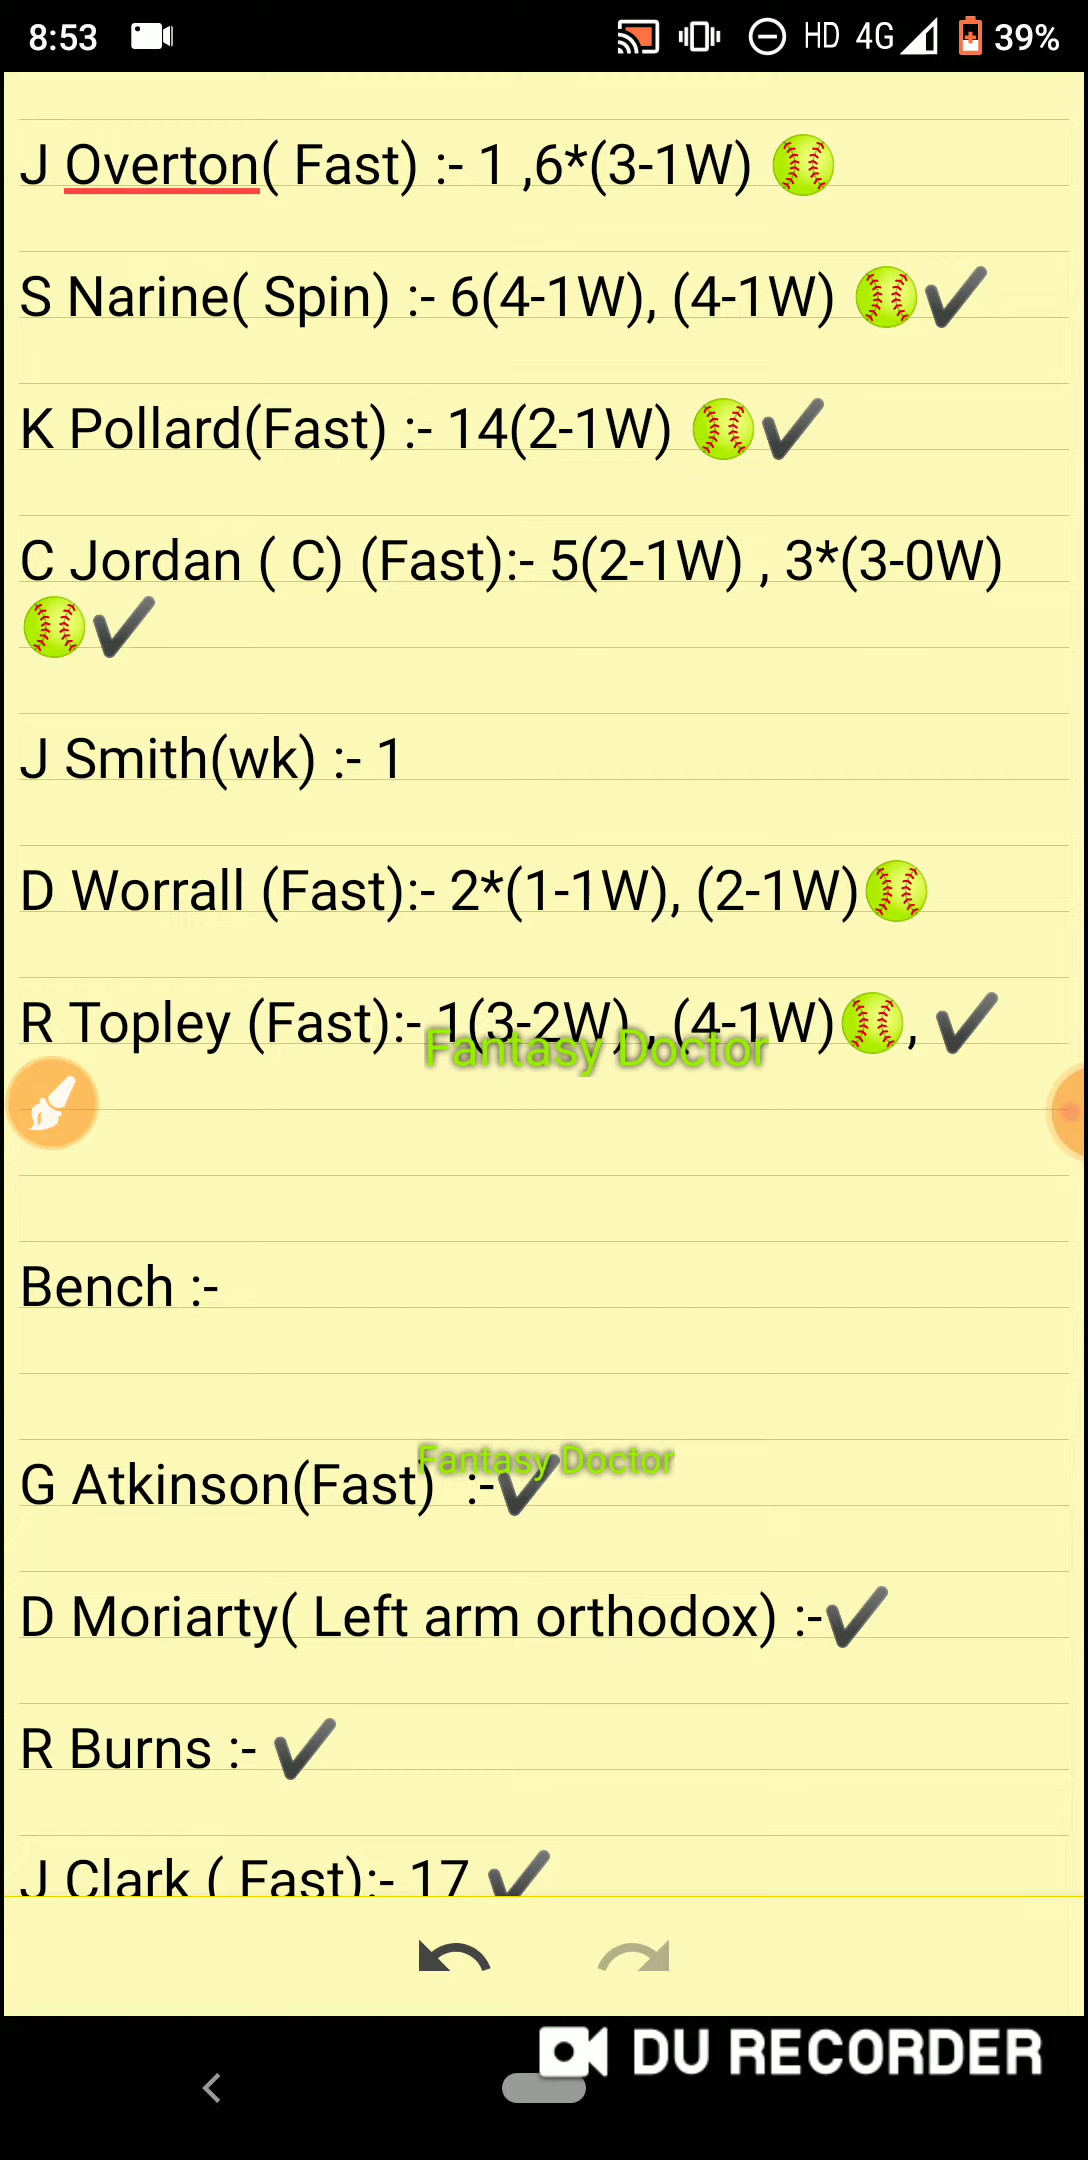 8:53 HD 4G 39%
J Overton( Fast) :- 1 ,6*(3-1W) 🥎
S Narine( Spin) :- 6(4-1W), (4-1W) 🥎✔
K Pollard(Fast) :- 14(2-1W) 🥎✔
C Jordan ( C) (Fast):- 5(2-1W) , 3*(3-0W)
🥎✔
J Smith(wk) :- 1
D Worrall (Fast):- 2*(1-1W), (2-1W)🥎
R Topley (Fast):- 1(3-2W) , (4-1W)🥎, ✔
Fantasy Doctor
Bench :-
Fantasy Doctor
G Atkinson(Fast) :-✔
D Moriarty( Left arm orthodox) :-✔
R Burns :- ✔
J Clark ( Fast):- 17 ✔
DU RECORDER